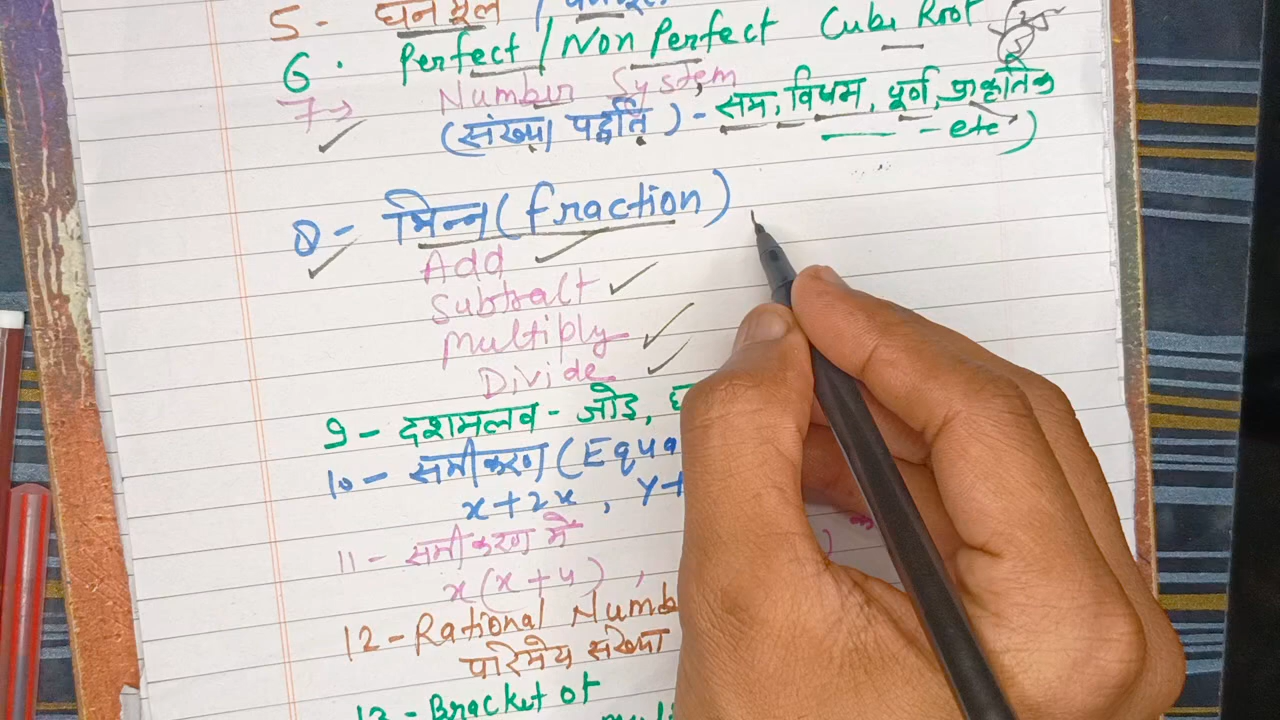 5- घनमूल /
6. Perfect / Non Perfect Cube Root
7→ Number System
(संख्या पद्धति) - सम, विषम, पूर्ण, प्राकृतिक
- etc)
8- भिन्न (fraction)
Add
Subtract
Multiply
Divide
9- दशमलव - जोड़,
10- समीकरण (Equa
x+2x, y+
11- समीकरण में
x(x+4),
12-Rational Numb
परिमेय संख्या
13-Bracket of